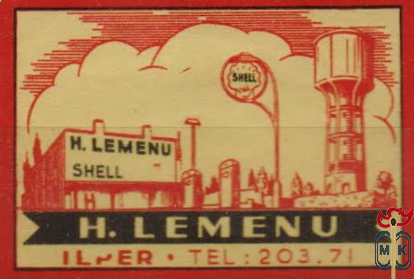 SHELL
H. LEMENU
SHELL
H. LEMENU
TEL: 203.71
MK